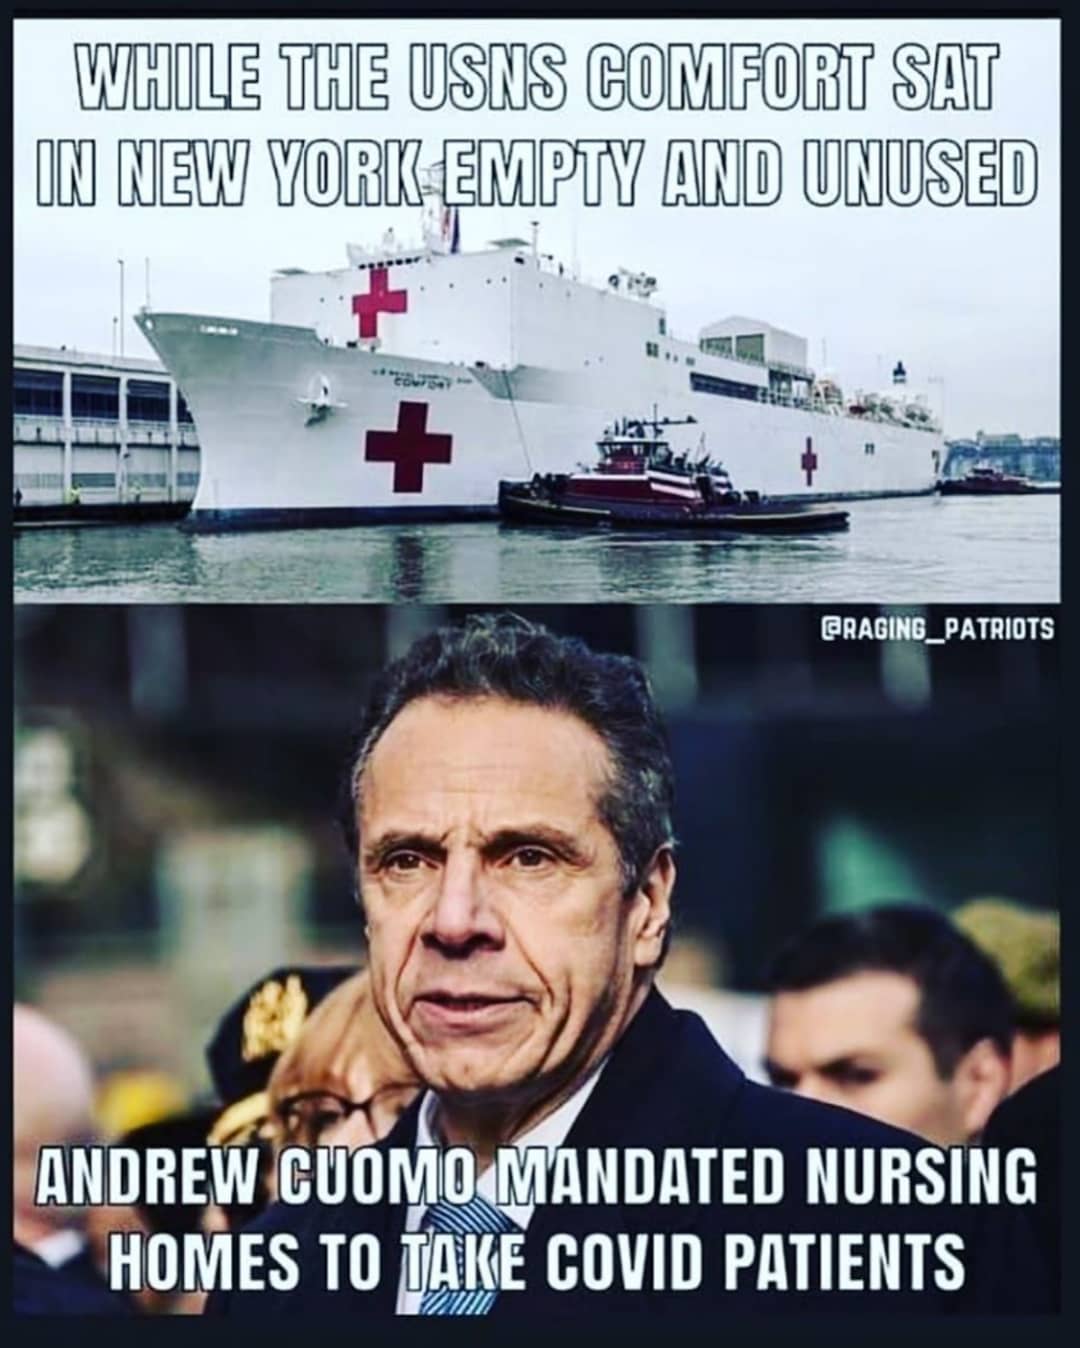 WHILE THE USNS COMFORT SAT
IN NEW YORK EMPTY AND UNUSED
COMFORT
@RAGING_PATRIOTS
ANDREW CUOMO MANDATED NURSING
HOMES TO TAKE COVID PATIENTS